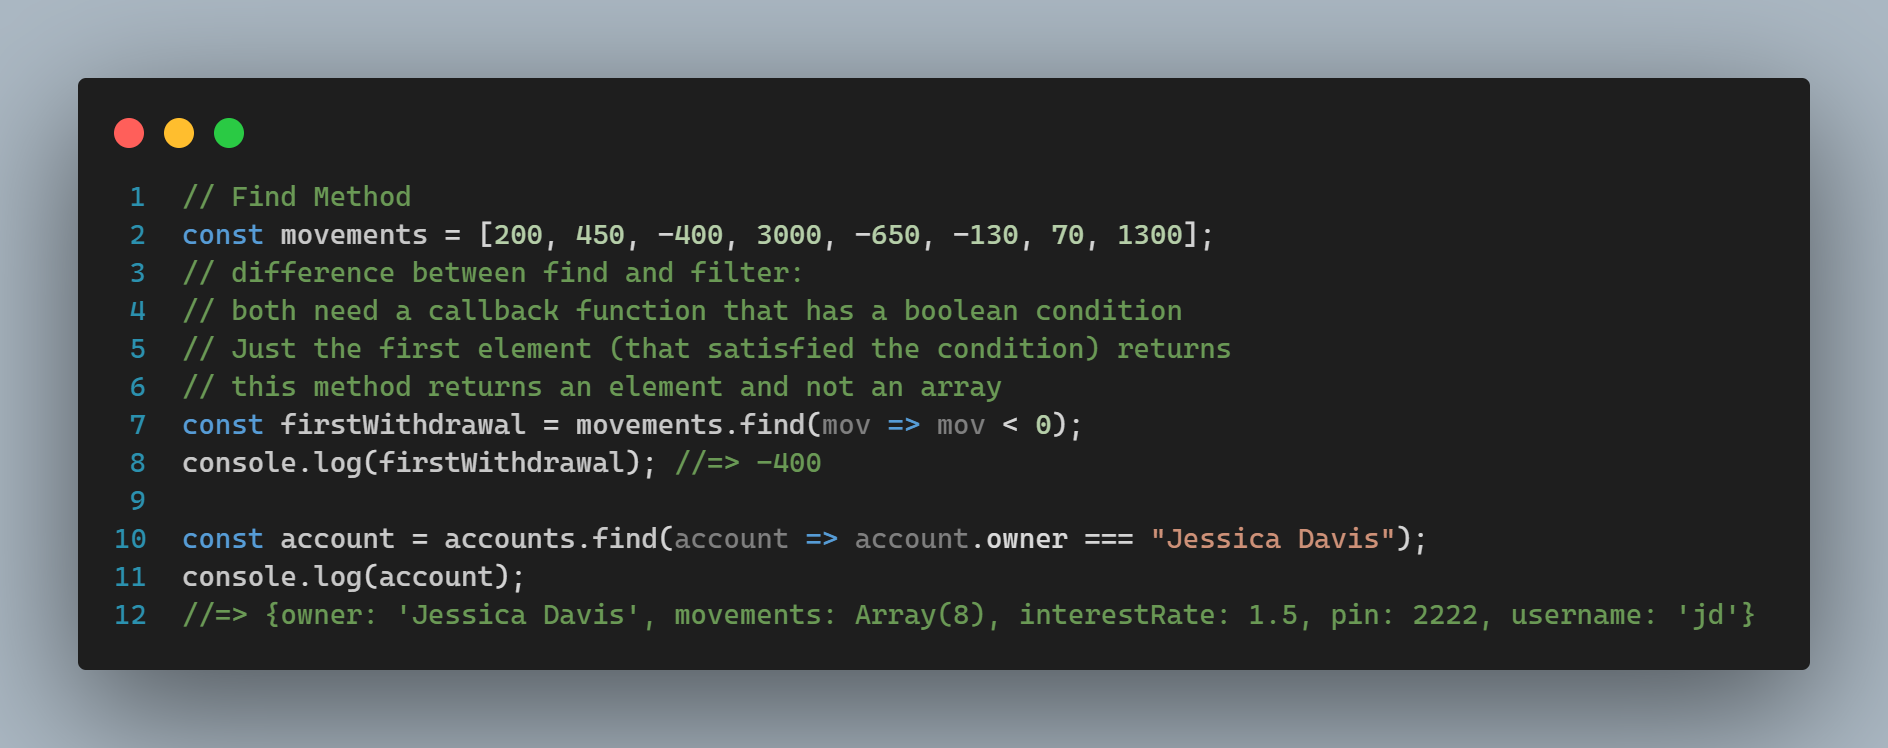 1 // Find Method
2 const movements = [200, 450, -400, 3000, -650, -130, 70, 1300];
3 // difference between find and filter:
4 // both need a callback function that has a boolean condition
5 // Just the first element (that satisfied the condition) returns
6 // this method returns an element and not an array
7 const firstWithdrawal = movements.find(mov => mov < 0);
8 console.log(firstWithdrawal); //=> -400
9
10 const account = accounts.find(account => account.owner === "Jessica Davis");
11 console.log(account);
12 //=> {owner: 'Jessica Davis', movements: Array(8), interestRate: 1.5, pin: 2222, username: 'jd'}